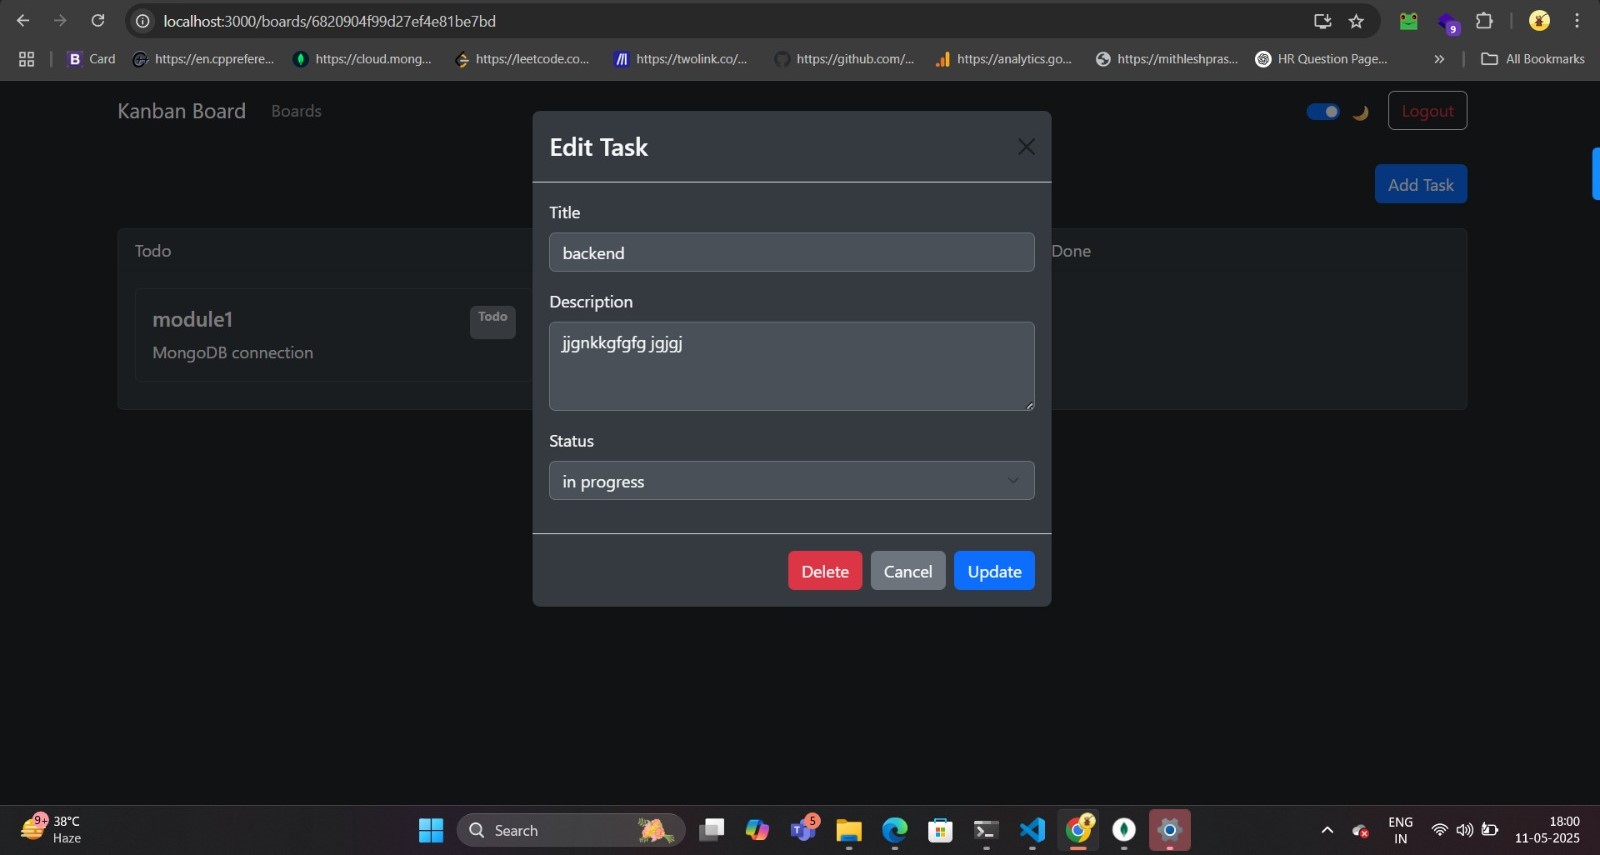 localhost:3000/boards/6820904f99d27ef4e81be7bd
9
Card
https://en.cpprefere...
https://cloud.mong...
https://leetcode.co...
https://twolink.co/...
https://github.com/...
https://analytics.go...
https://mithleshpras...
HR Question Page...
All Bookmarks
Kanban Board
Boards
Logout
Add Task
Todo
module1
Todo
MongoDB connection
Done
Edit Task
Title
backend
Description
jjgnkkgfgfg jgjgj
Status
in progress
Delete
Cancel
Update
9+
38°C
Haze
Search
5
ENG
IN
18:00
11-05-2025